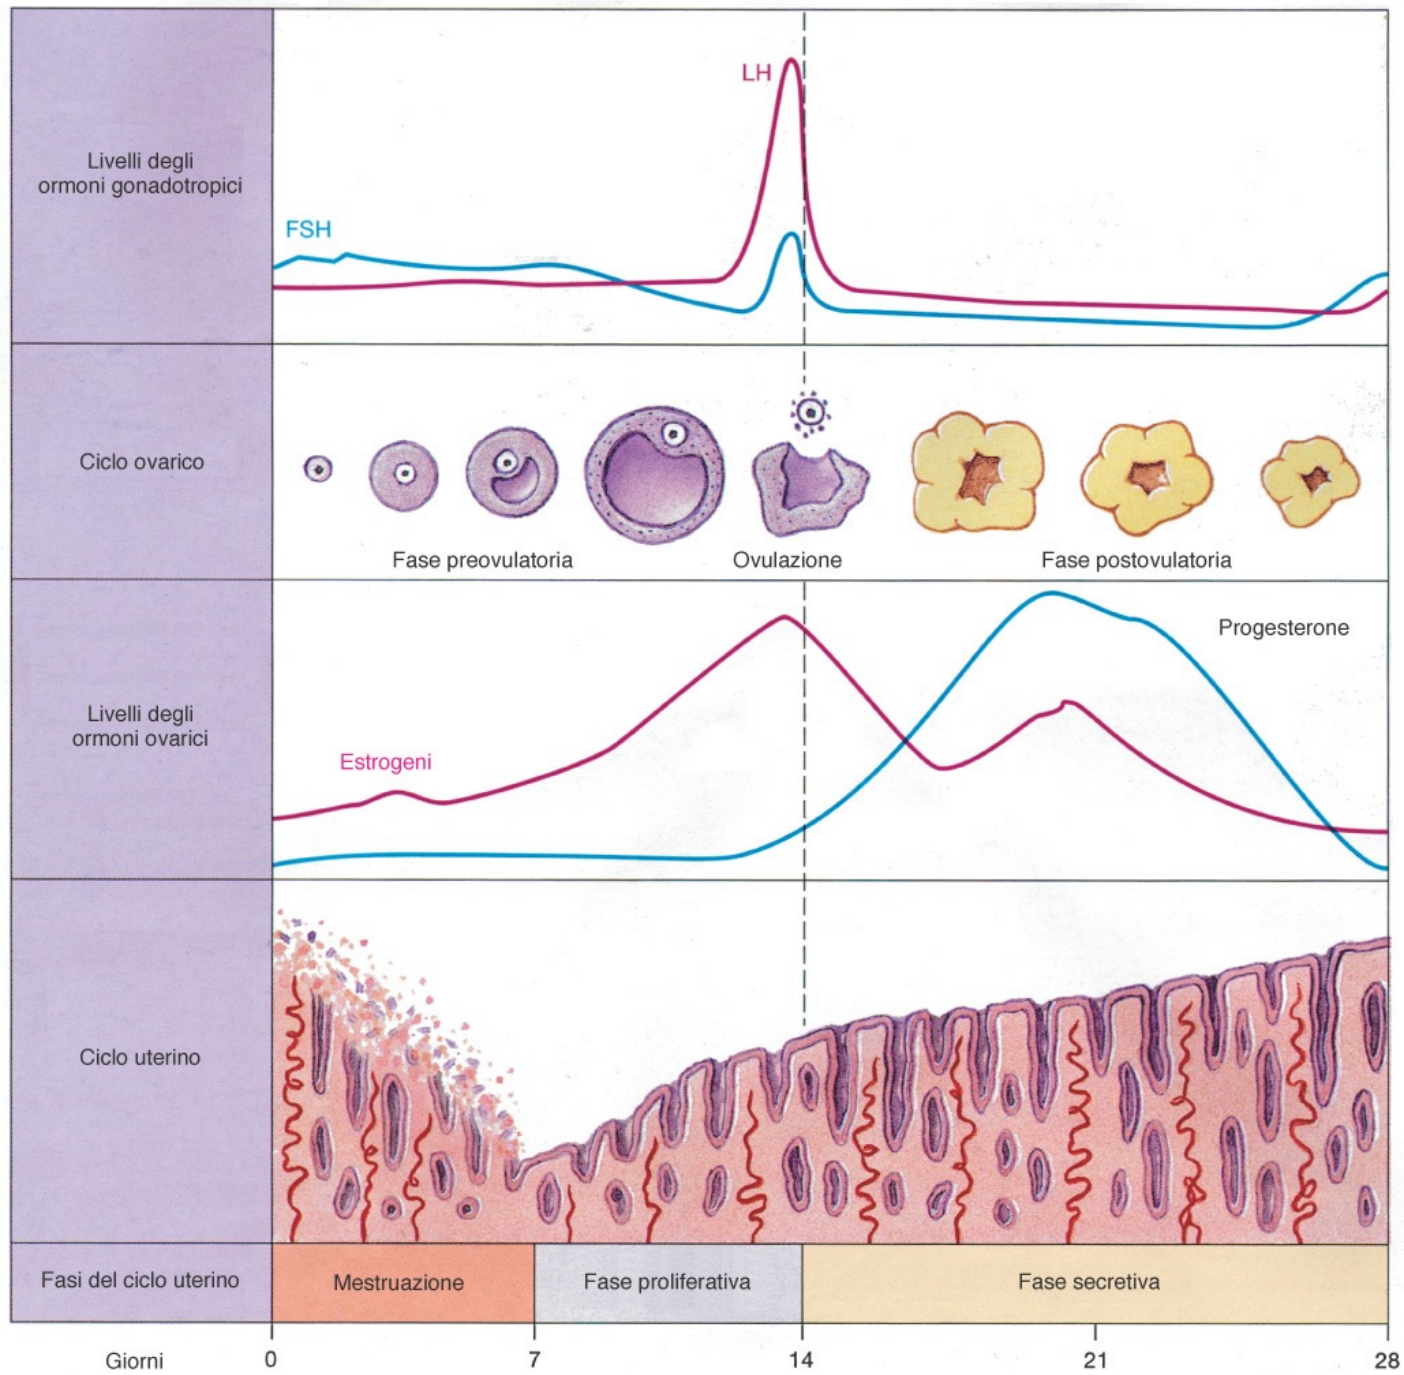 LH
Livelli degli
ormoni gonadotropici
FSH
Ciclo ovarico
Fase preovulatoria
Ovulazione
Fase postovulatoria
Progesterone
Livelli degli
ormoni ovarici
Estrogeni
Ciclo uterino
Fasi del ciclo uterino
Mestruazione
Fase proliferativa
Fase secretiva
Giorni
0
7
14
21
28